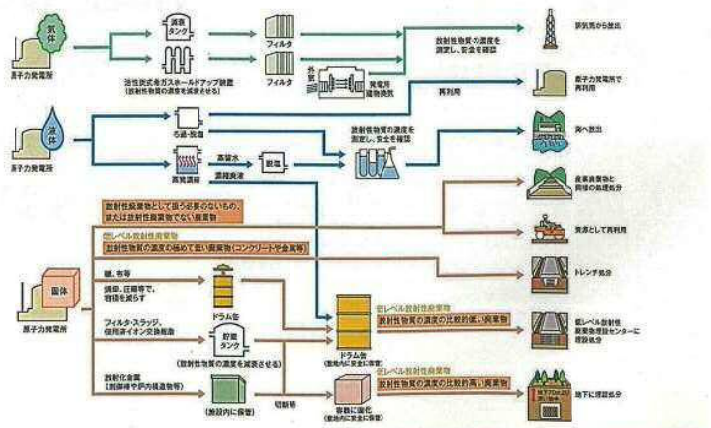 気体
原子力発電所
減衰
タンク
フィルタ
活性炭式希ガスホールドアップ装置
(放射性物質の濃度を減衰させる)
フィルタ
外気
発電所
建物換気
放射性物質の濃度を
測定し、安全を確認
排気筒から放出
液体
原子力発電所
ろ過・脱塩
再利用
原子力発電所で
再利用
蒸発濃縮
蒸留水
脱塩
濃縮廃液
放射性物質の濃度を
測定し、安全を確認
海へ放出
放射性廃棄物として扱う必要のないもの、
または放射性廃棄物でない廃棄物
産業廃棄物と
同様の処理処分
資源として再利用
低レベル放射性廃棄物
放射性物質の濃度の極めて低い廃棄物(コンクリートや金属等)
トレンチ処分
固体
原子力発電所
紙、布等
焼却、圧縮等で、
容積を減らす
ドラム缶
フィルタ・スラッジ、
使用済イオン交換樹脂
貯蔵
タンク
(放射性物質の濃度を減衰させる)
ドラム缶
(敷地内に安全に保管)
低レベル放射性廃棄物
放射性物質の濃度の比較的低い廃棄物
低レベル放射性
廃棄物埋設センターに
埋設処分
放射化金属
(制御棒や炉内構造物等)
(施設内に保管)
切断等
容器に固化
(敷地内に安全に保管)
低レベル放射性廃棄物
放射性物質の濃度の比較的高い廃棄物
地下に埋設処分